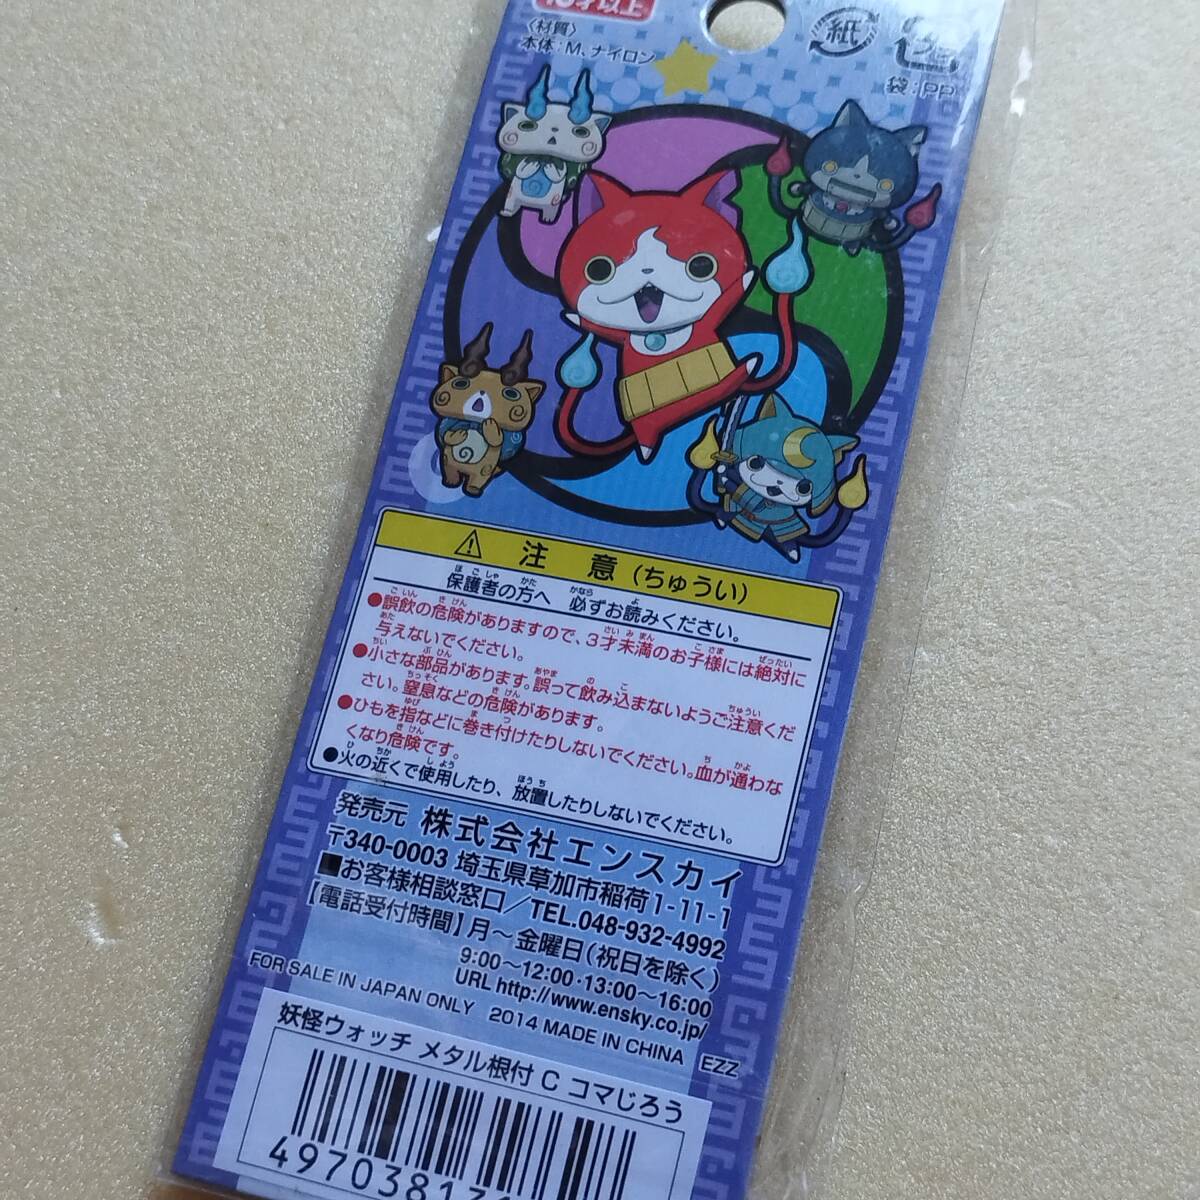 15才以上
〈材質〉
本体:M、ナイロン
紙
プラ
袋:PP
注意(ちゅうい)
保護者の方へ 必ずお読みください。
●誤飲の危険がありますので、3才未満のお子様には絶対に
与えないでください。
●小さな部品があります。誤って飲み込まないようご注意くだ
さい。窒息などの危険があります。
●ひもを指などに巻き付けたりしないでください。血が通わな
くなり危険です。
●火の近くで使用したり、放置したりしないでください。
発売元 株式会社エンスカイ
〒340-0003 埼玉県草加市稲荷1-11-1
■お客様相談窓口/TEL.048-932-4992
【電話受付時間】月~金曜日(祝日を除く)
9:00~12:00・13:00~16:00
URL http://www.ensky.co.jp/
FOR SALE IN JAPAN ONLY 2014 MADE IN CHINA EZZ
妖怪ウォッチ メタル根付 C コマじろう
4970381